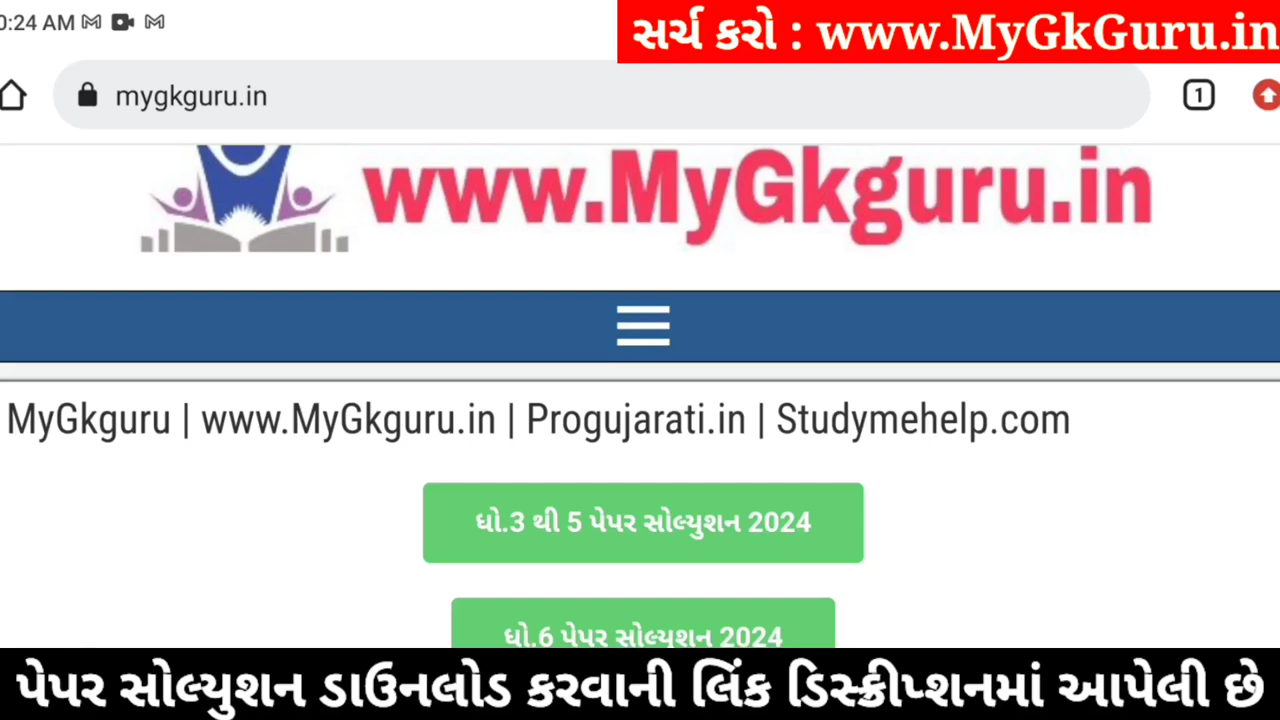 0:24 AM
સર્ચ કરો : www.MyGkGuru.in
mygkguru.in
1
www.MyGkguru.in
MyGkguru | www.MyGkguru.in | Progujarati.in | Studymehelp.com
ધો.3 થી 5 પેપર સોલ્યુશન 2024
ધો.6 પેપર સોલ્યુશન 2024
પેપર સોલ્યુશન ડાઉનલોડ કરવાની લિંક ડિસ્ક્રીપ્શનમાં આપેલી છે